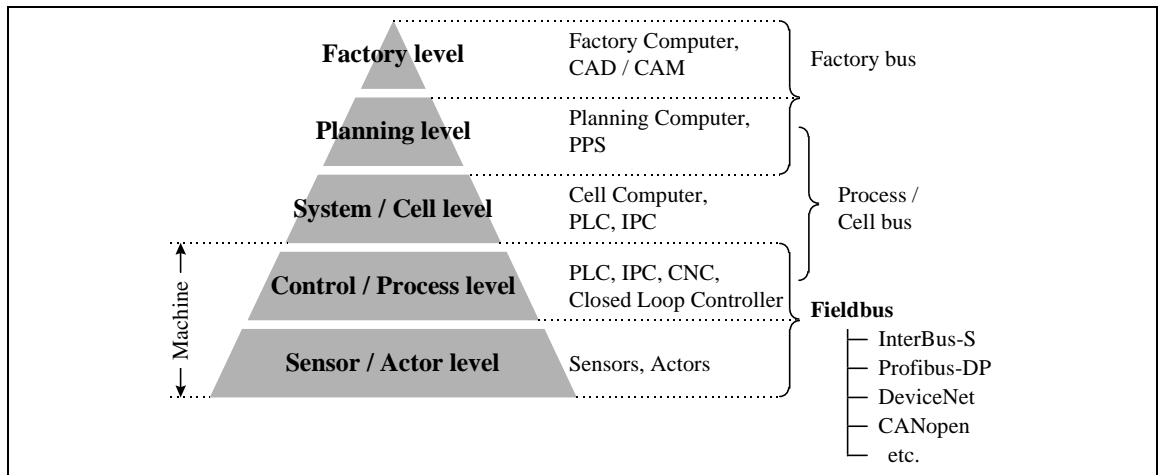 Factory level
Factory Computer,
CAD / CAM
Factory bus
Planning level
Planning Computer,
PPS
System / Cell level
Cell Computer,
PLC, IPC
Process /
Cell bus
Machine
Control / Process level
PLC, IPC, CNC,
Closed Loop Controller
Fieldbus
InterBus-S
Profibus-DP
DeviceNet
CANopen
etc.
Sensor / Actor level
Sensors, Actors